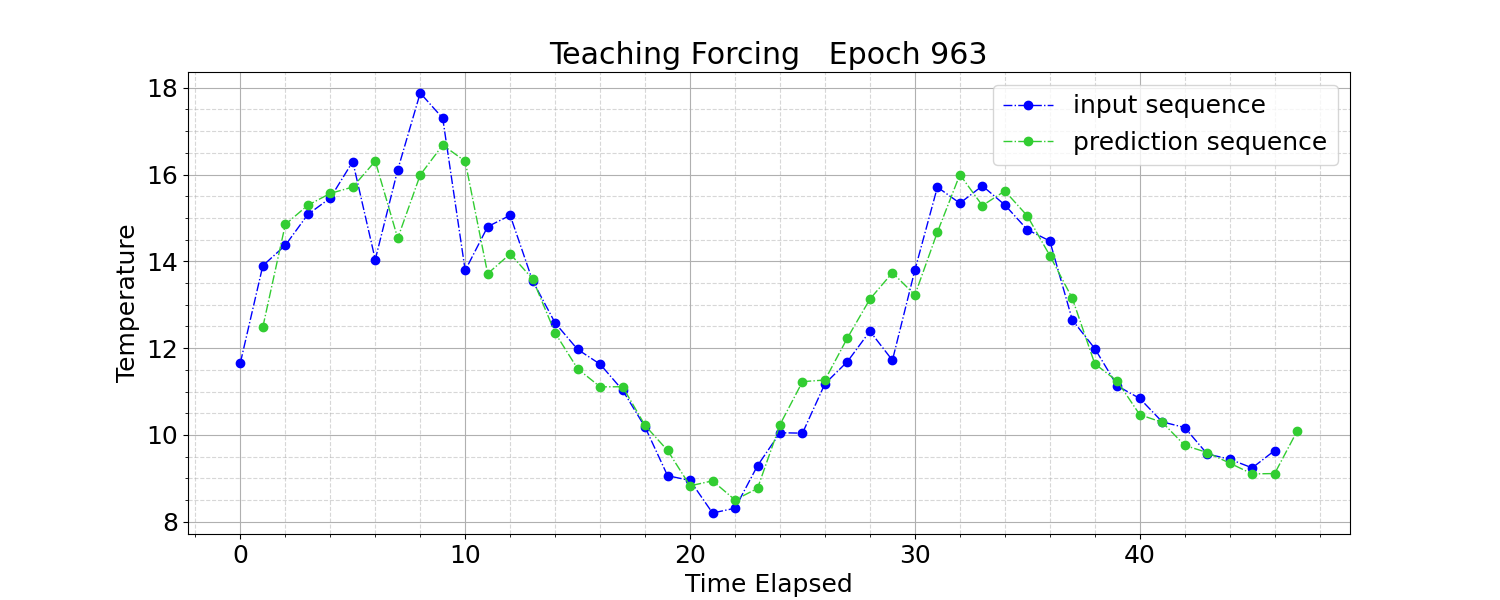 Teaching Forcing   Epoch 963
input sequence
prediction sequence
Temperature
18
16
14
12
10
8
0 10 20 30 40
Time Elapsed